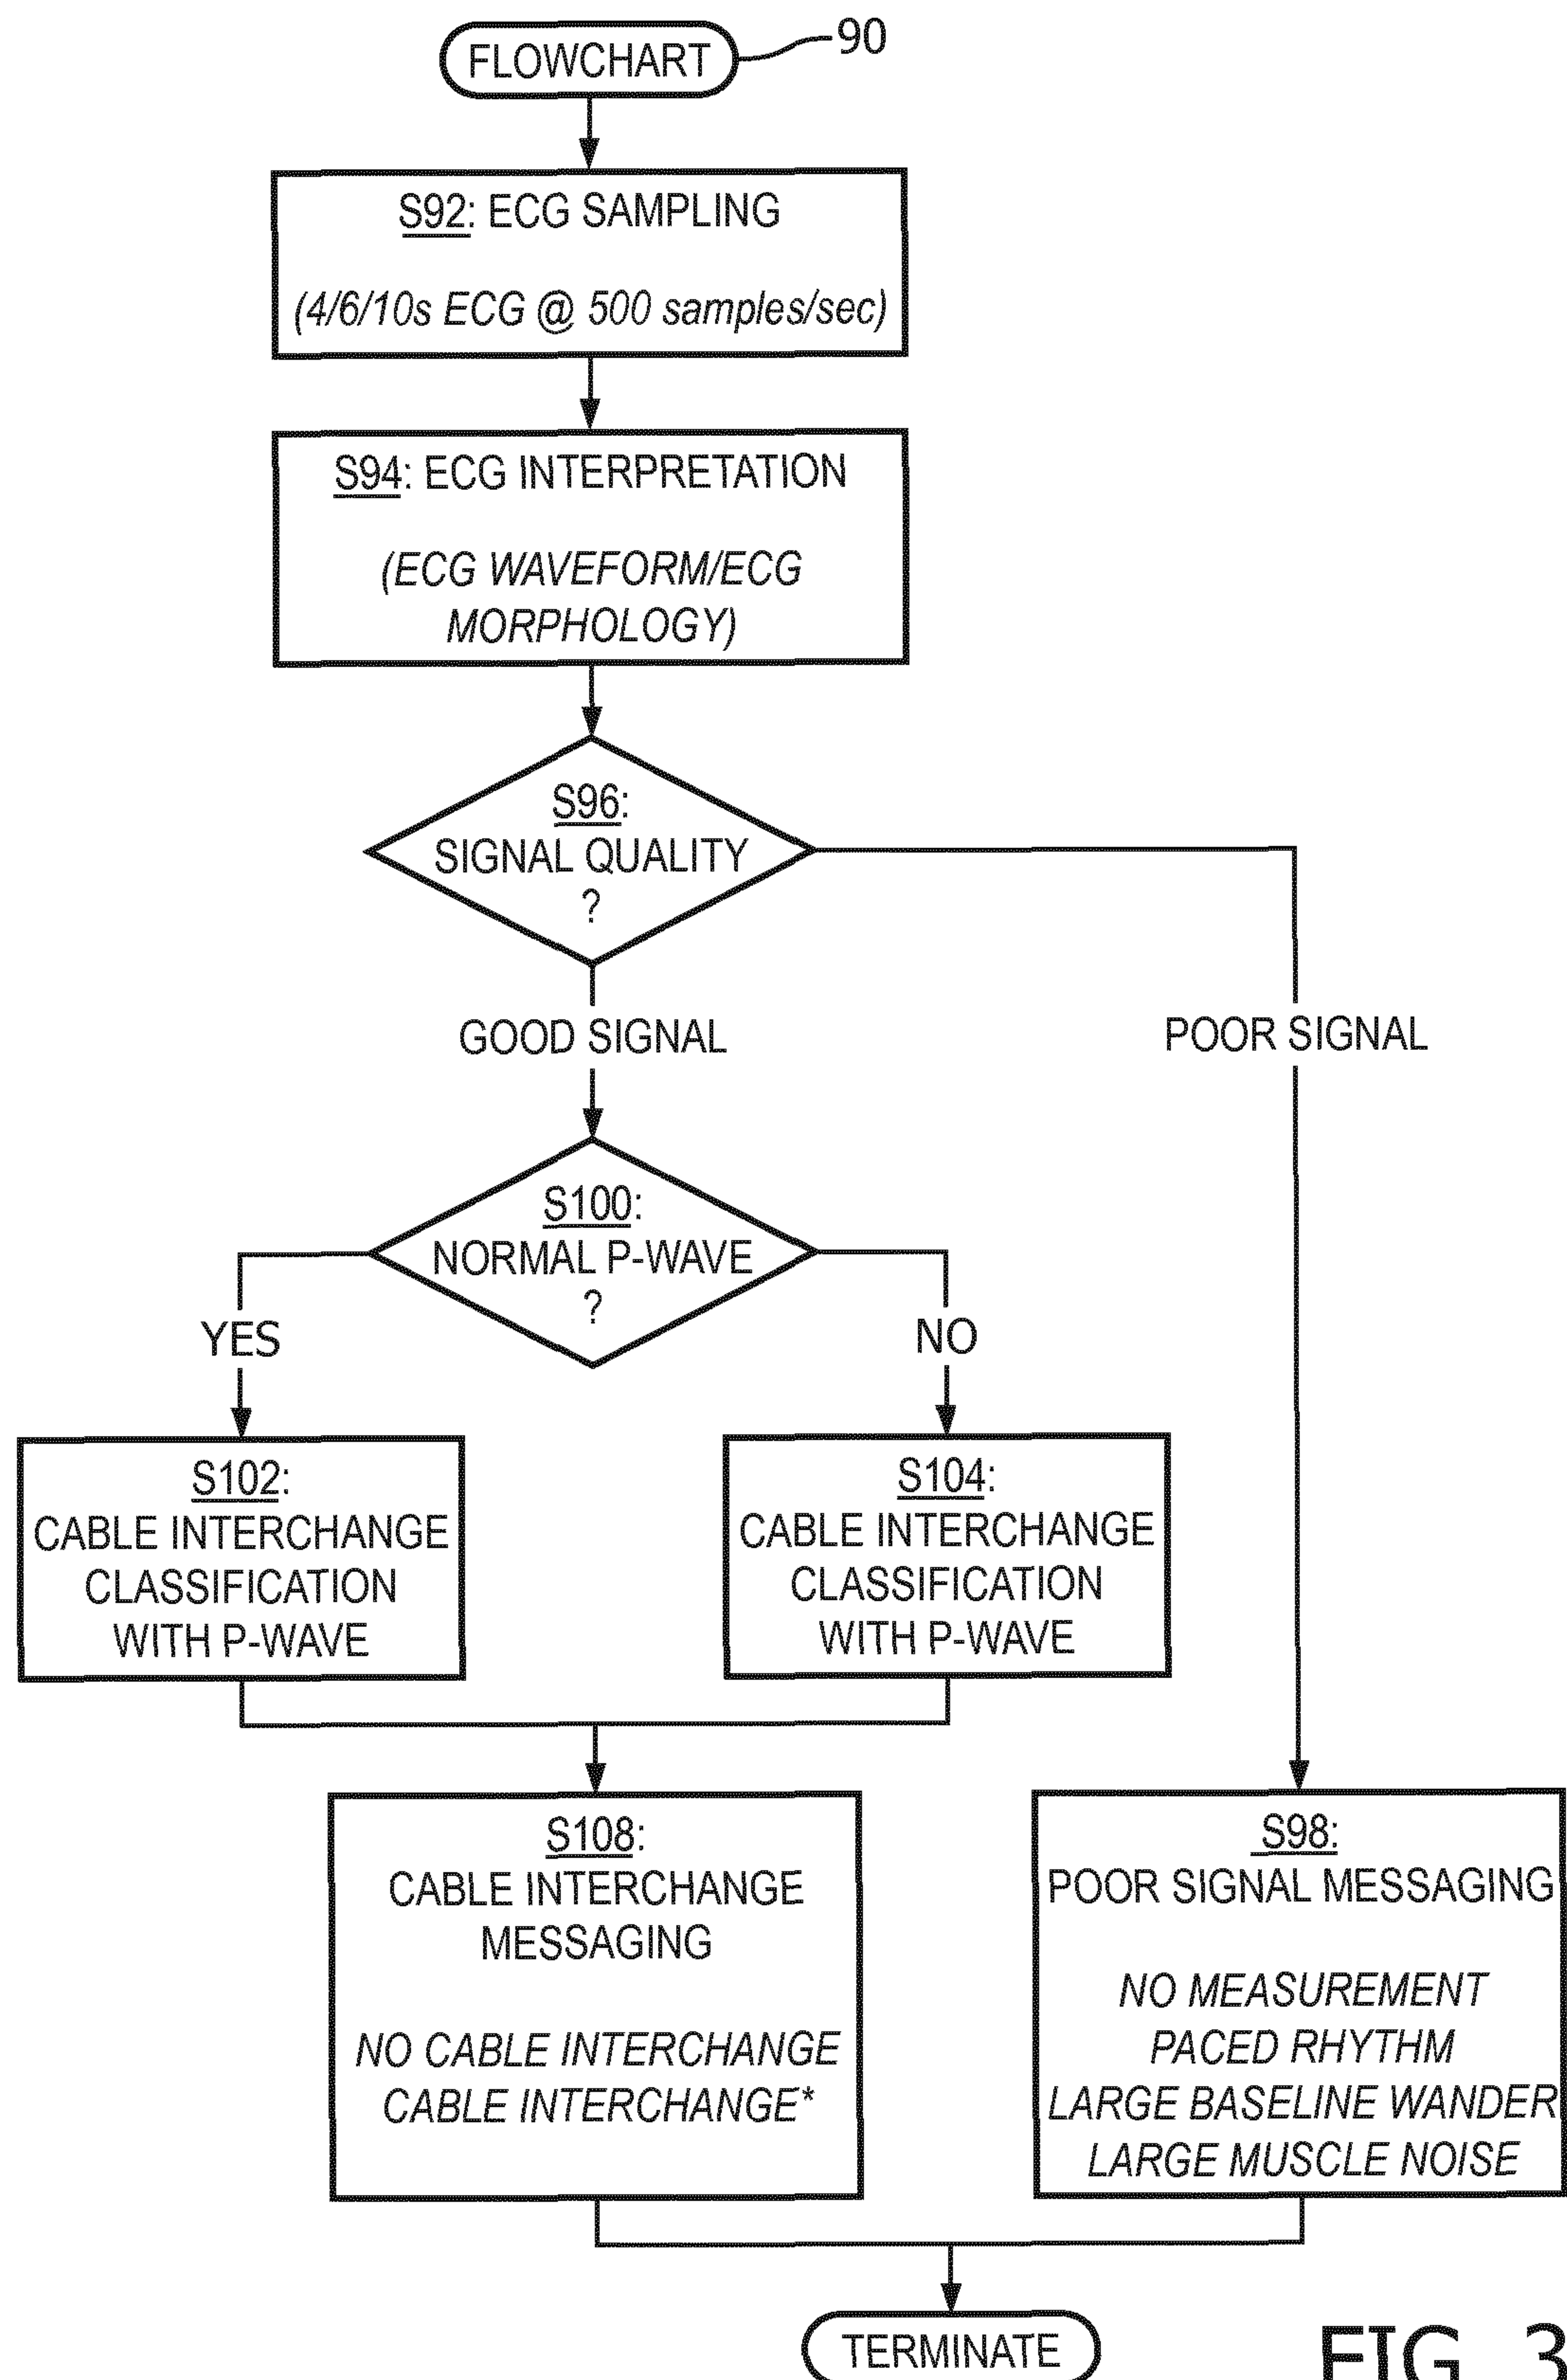 FLOWCHART
90
S92: ECG SAMPLING
(4/6/10s ECG @ 500 samples/sec)
S94: ECG INTERPRETATION
(ECG WAVEFORM/ECG
MORPHOLOGY)
S96:
SIGNAL QUALITY
?
GOOD SIGNAL
POOR SIGNAL
S100:
NORMAL P-WAVE
?
YES
NO
S102:
CABLE INTERCHANGE
CLASSIFICATION
WITH P-WAVE
S104:
CABLE INTERCHANGE
CLASSIFICATION
WITH P-WAVE
S108:
CABLE INTERCHANGE
MESSAGING
NO CABLE INTERCHANGE
CABLE INTERCHANGE*
S98:
POOR SIGNAL MESSAGING
NO MEASUREMENT
PACED RHYTHM
LARGE BASELINE WANDER
LARGE MUSCLE NOISE
TERMINATE
FIG. 3